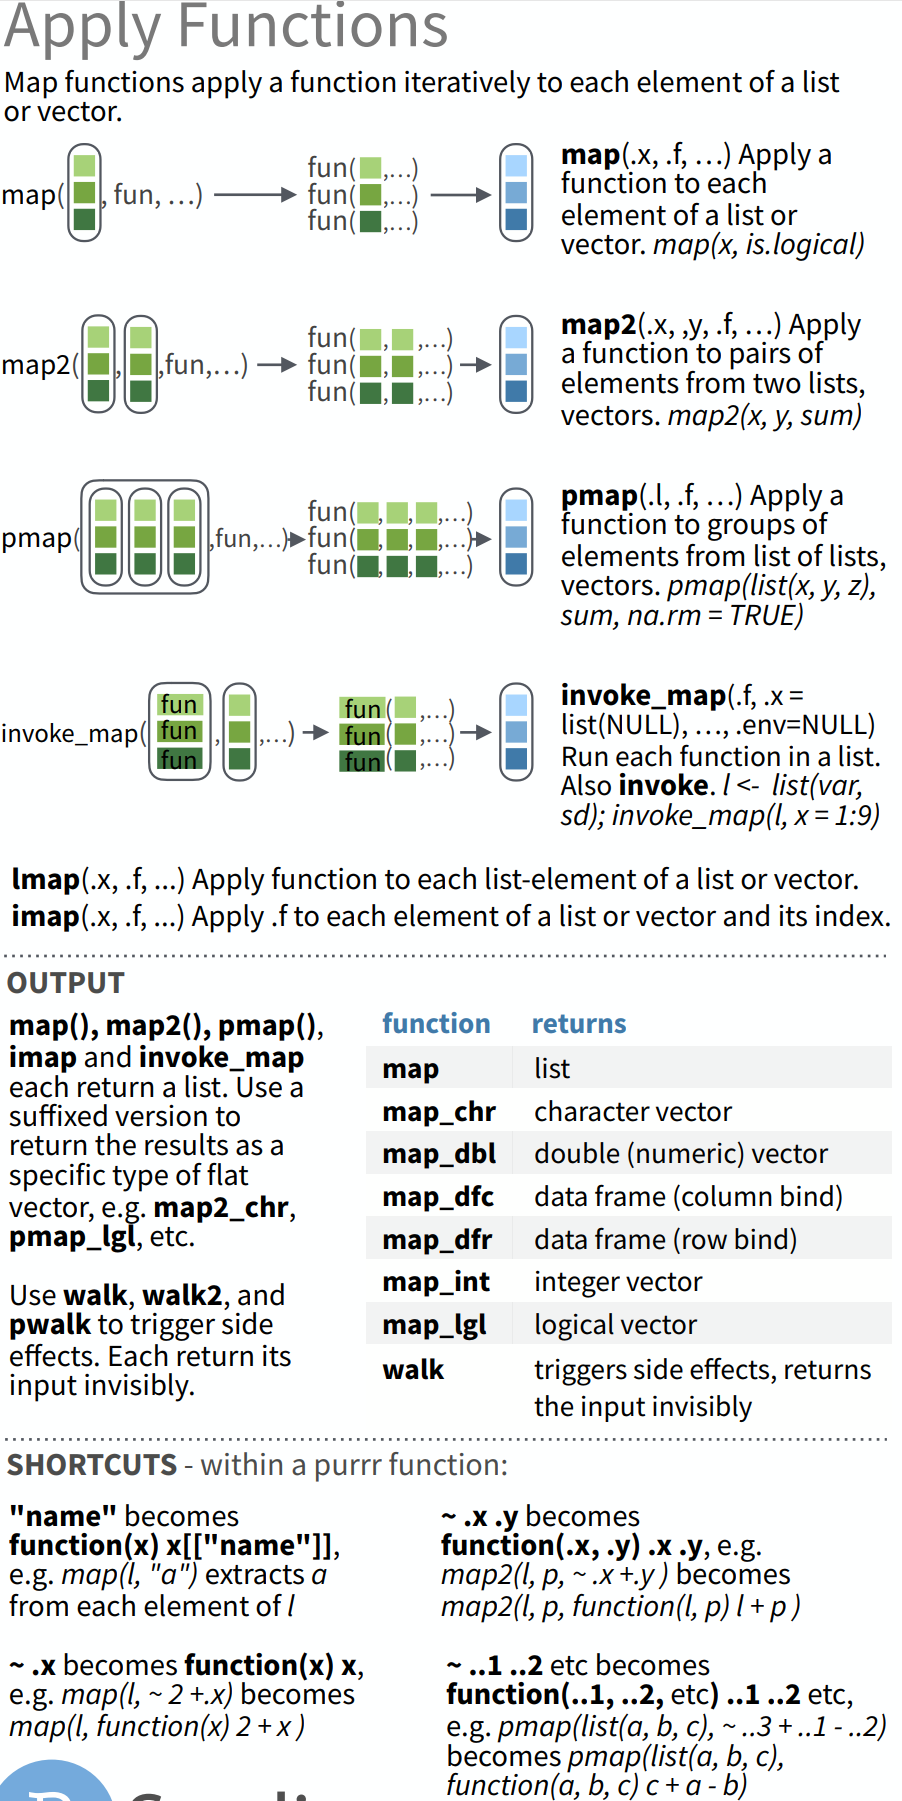 Apply Functions
Map functions apply a function iteratively to each element of a list
or vector.
map( , fun, …)
fun( ,…)
fun( ,…)
fun( ,…)
map(.x, .f, …) Apply a
function to each
element of a list or
vector. map(x, is.logical)
map2( , ,fun,…)
fun( , ,…)
fun( , ,…)
fun( , ,…)
map2(.x, ,y, .f, …) Apply
a function to pairs of
elements from two lists,
vectors. map2(x, y, sum)
pmap( ,fun,…)
fun( , , ,…)
fun( , , ,…)
fun( , , ,…)
pmap(.l, .f, …) Apply a
function to groups of
elements from list of lists,
vectors. pmap(list(x, y, z),
sum, na.rm = TRUE)
invoke_map( fun fun fun , ,…)
fun( ,…)
fun( ,…)
fun( ,…)
invoke_map(.f, .x =
list(NULL), …, .env=NULL)
Run each function in a list.
Also invoke. l <- list(var,
sd); invoke_map(l, x = 1:9)
lmap(.x, .f, ...) Apply function to each list-element of a list or vector.
imap(.x, .f, ...) Apply .f to each element of a list or vector and its index.
OUTPUT
map(), map2(), pmap(),
imap and invoke_map
each return a list. Use a
suffixed version to
return the results as a
specific type of flat
vector, e.g. map2_chr,
pmap_lgl, etc.
Use walk, walk2, and
pwalk to trigger side
effects. Each return its
input invisibly.
function returns
map list
map_chr character vector
map_dbl double (numeric) vector
map_dfc data frame (column bind)
map_dfr data frame (row bind)
map_int integer vector
map_lgl logical vector
walk triggers side effects, returns
the input invisibly
SHORTCUTS - within a purrr function:
"name" becomes
function(x) x[["name"]],
e.g. map(l, "a") extracts a
from each element of l
~ .x becomes function(x) x,
e.g. map(l, ~ 2 +.x) becomes
map(l, function(x) 2 + x )
~ .x .y becomes
function(.x, .y) .x .y, e.g.
map2(l, p, ~ .x +.y ) becomes
map2(l, p, function(l, p) l + p )
~ ..1 ..2 etc becomes
function(..1, ..2, etc) ..1 ..2 etc,
e.g. pmap(list(a, b, c), ~ ..3 + ..1 - ..2)
becomes pmap(list(a, b, c),
function(a, b, c) c + a - b)